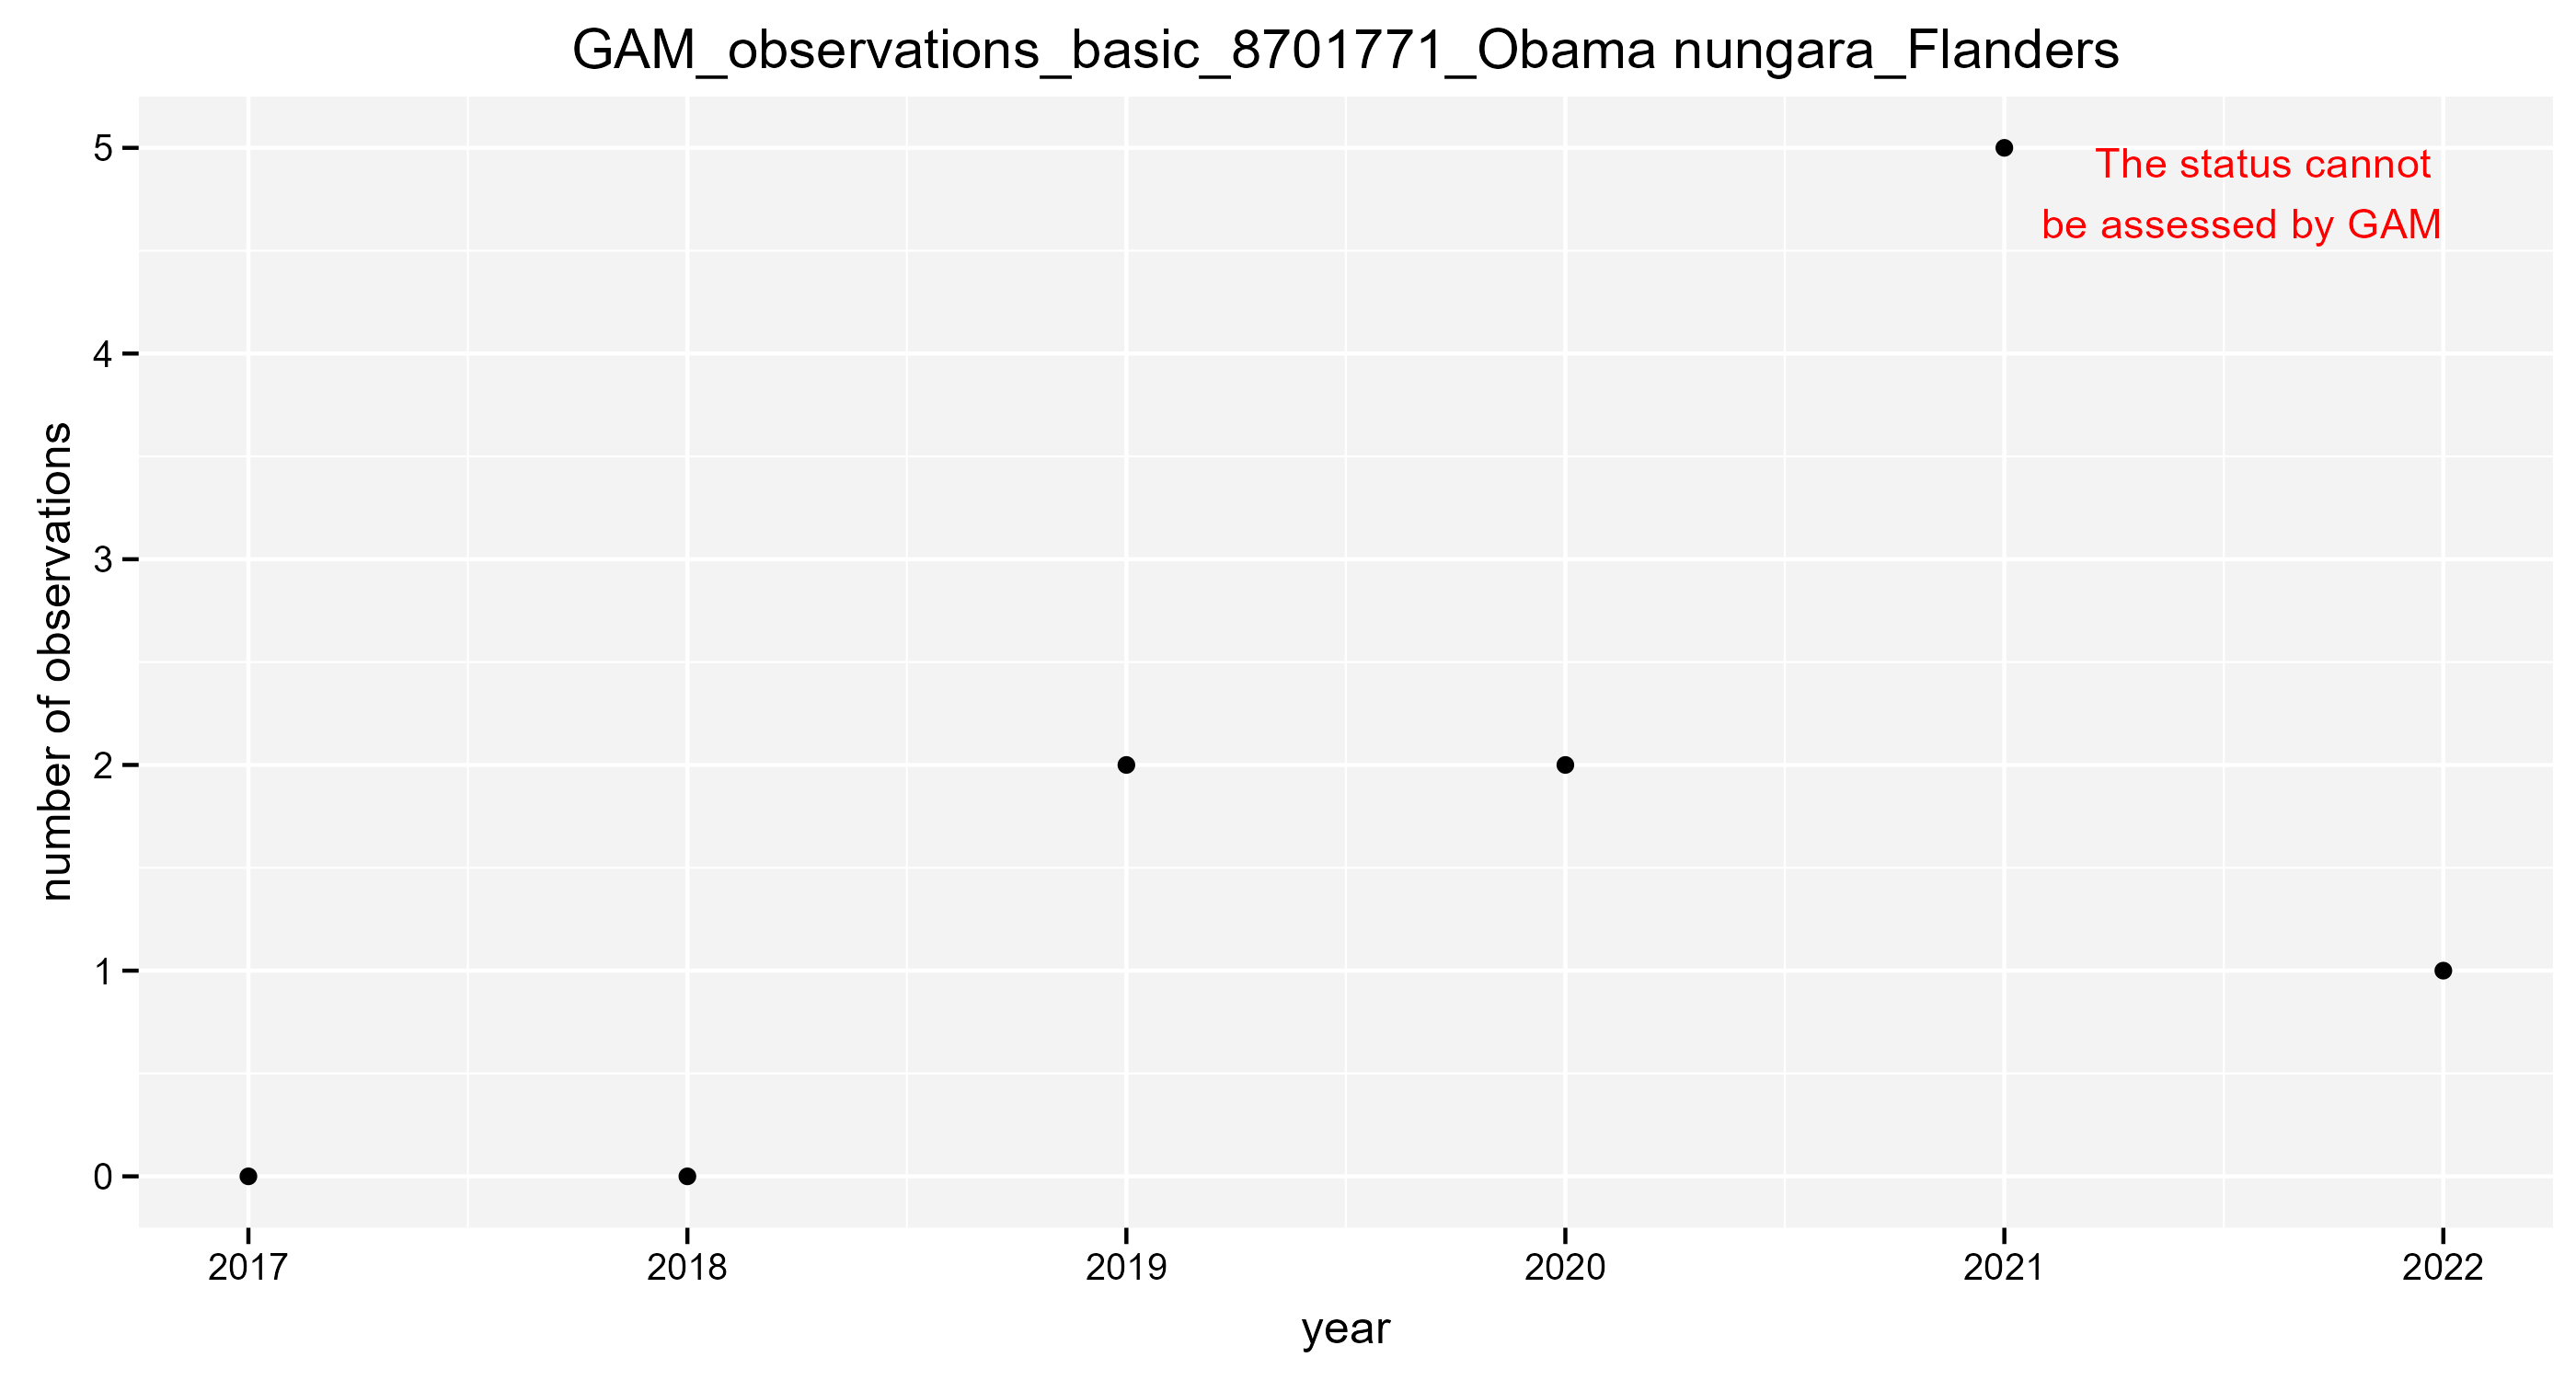 GAM_observations_basic_8701771_Obama nungara_Flanders
The status cannot
be assessed by GAM
number of observations
5
4
3
2
1
0
2017
2018
2019
2020
2021
2022
year